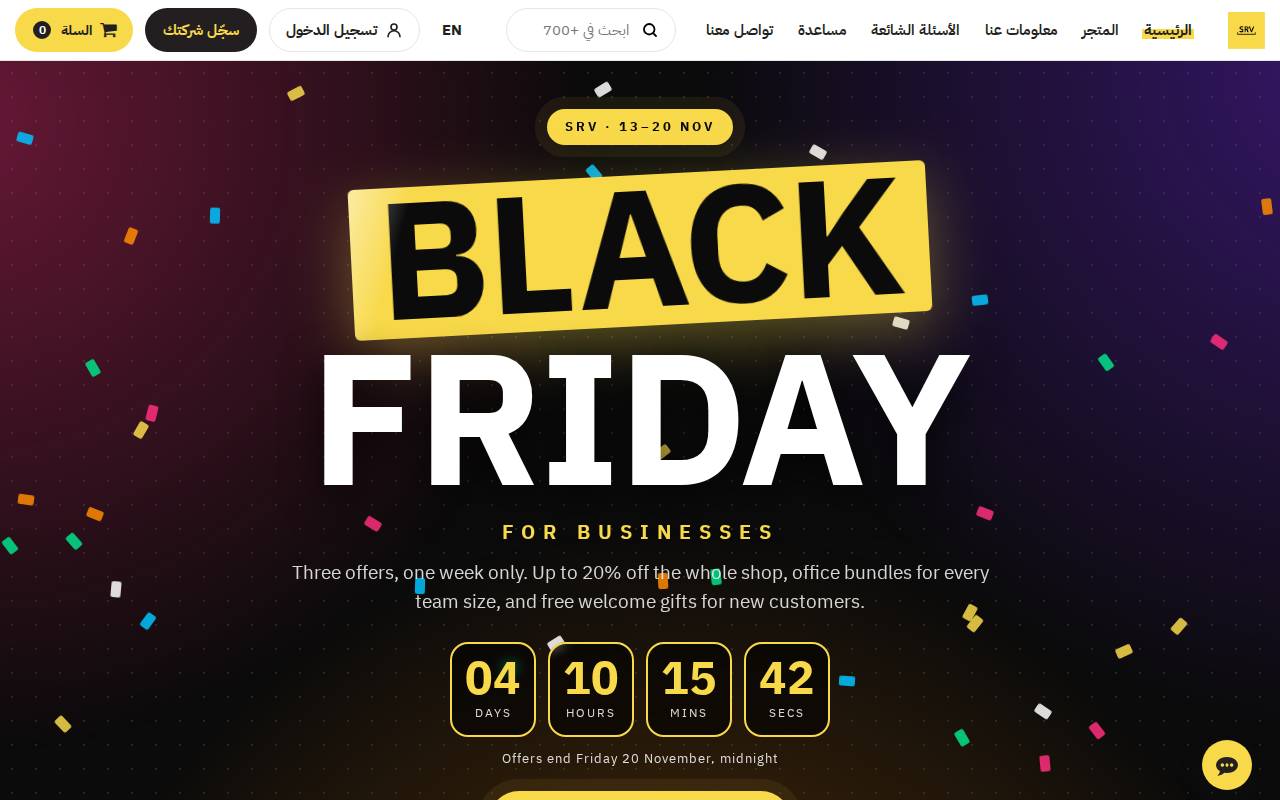 SRV
الرئيسية
المتجر
معلومات عنا
الأسئلة الشائعة
مساعدة
تواصل معنا
ابحث في +700
EN
تسجيل الدخول
سجّل شركتك
السلة 0
SRV · 13–20 NOV
BLACK
FRIDAY
FOR BUSINESSES
Three offers, one week only. Up to 20% off the whole shop, office bundles for every
team size, and free welcome gifts for new customers.
04 10 15 42
DAYS HOURS MINS SECS
Offers end Friday 20 November, midnight